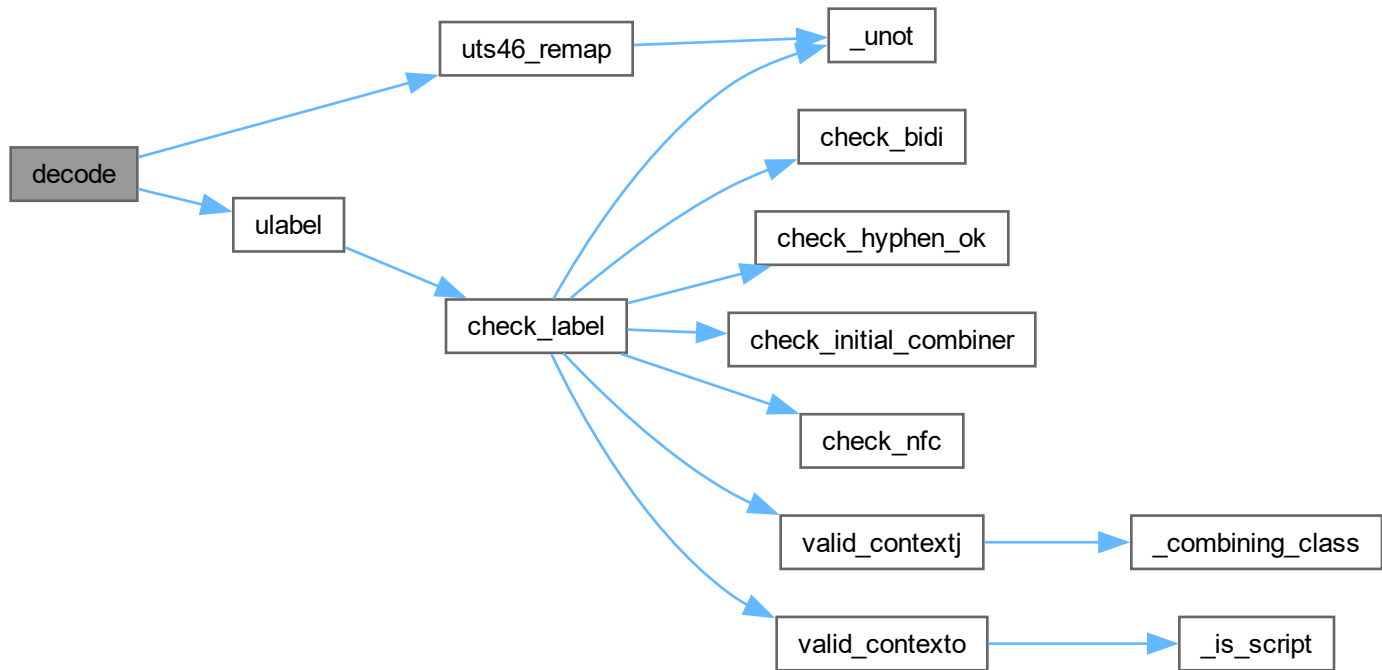 uts46_remap
_unot
check_bidi
decode
ulabel
check_hyphen_ok
check_label
check_initial_combiner
check_nfc
valid_contextj
_combining_class
valid_contexto
_is_script